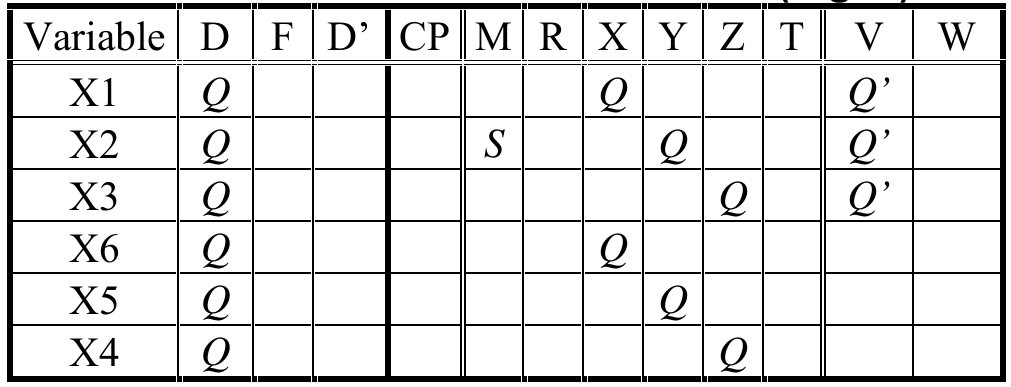 Variable D F D’ CP M R X Y Z T V W
X1 Q Q Q’
X2 Q S Q Q’
X3 Q Q Q’
X6 Q Q
X5 Q Q
X4 Q Q